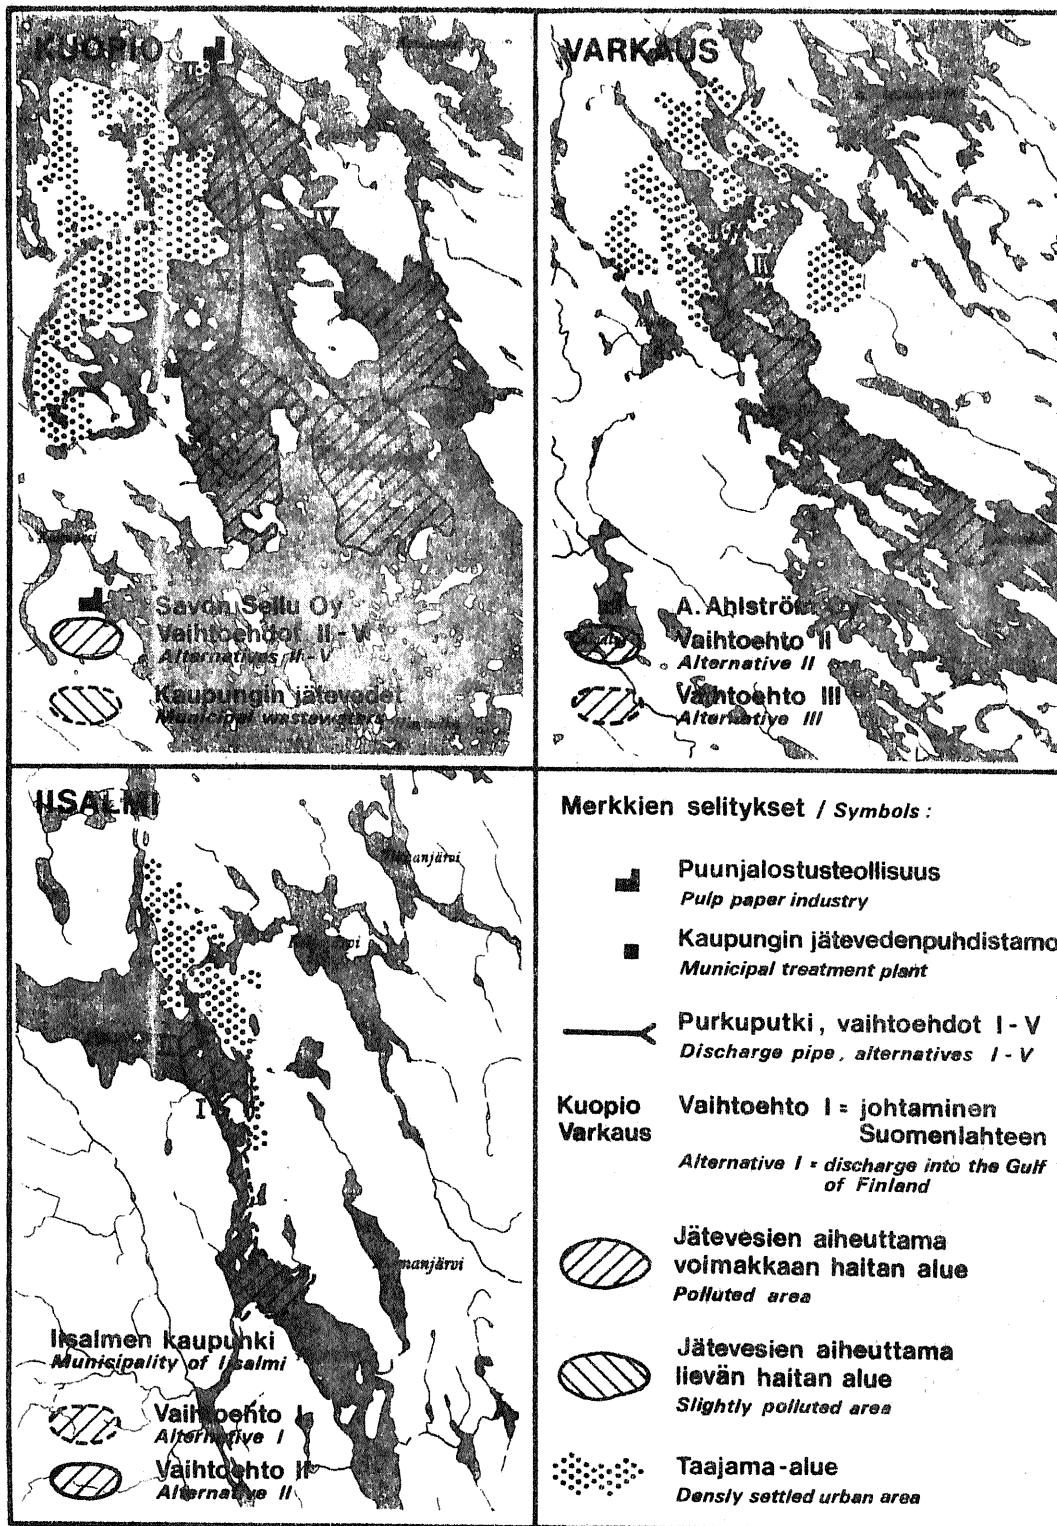 KUOPIO
II
IV
III
V
Savon Sellu Oy
Vaihtoehdot II-V
Alternatives II-V
Kaupungin jätevedet
Municipal wastewaters
VARKAUS
II
III
A. Ahlström Oy
Vaihtoehto II
Alternative II
Vaihtoehto III
Alternative III
IISALMI
II
I
Iisalmen kaupunki
Municipality of Iisalmi
Vaihtoehto I
Alternative I
Vaihtoehto II
Alternative II
Merkkien selitykset / Symbols :
Puunjalostusteollisuus
Pulp paper industry
Kaupungin jätevedenpuhdistamo
Municipal treatment plant
Purkuputki, vaihtoehdot I-V
Discharge pipe, alternatives I-V
Kuopio Vaihtoehto I = johtaminen
Varkaus Suomenlahteen
Alternative I = discharge into the Gulf
of Finland
Jätevesien aiheuttama
voimakkaan haitan alue
Polluted area
Jätevesien aiheuttama
lievän haitan alue
Slightly polluted area
Taajama-alue
Densly settled urban area